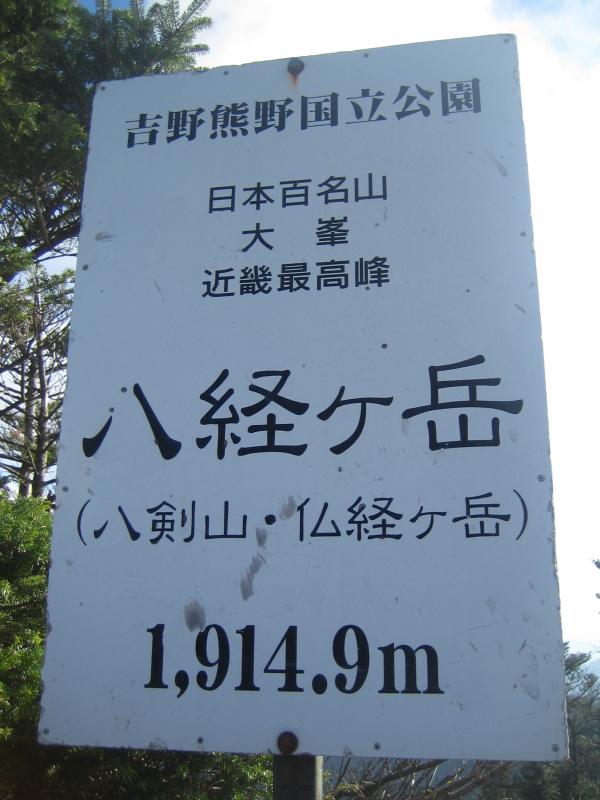 吉野熊野国立公園
日本百名山
大峯
近畿最高峰
八経ヶ岳
(八剣山・仏経ヶ岳)
1,914.9m